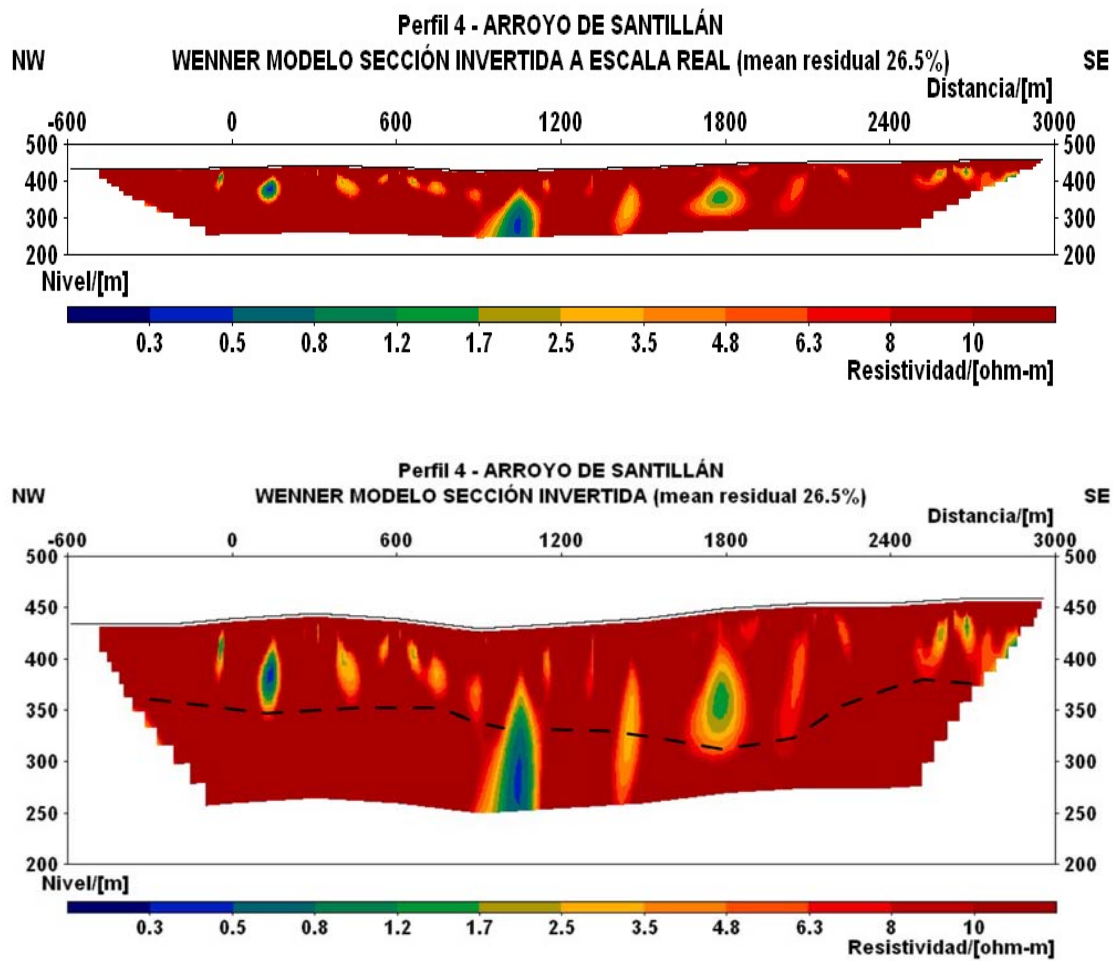 Perfil 4 - ARROYO DE SANTILLÁN
NW WENNER MODELO SECCIÓN INVERTIDA A ESCALA REAL (mean residual 26.5%) SE
Distancia/[m]
-600 0 600 1200 1800 2400 3000
500 500
400 400
300 300
200 200
Nivel/[m]
0.3 0.5 0.8 1.2 1.7 2.5 3.5 4.8 6.3 8 10
Resistividad/[ohm-m]
Perfil 4 - ARROYO DE SANTILLÁN
NW WENNER MODELO SECCIÓN INVERTIDA (mean residual 26.5%) SE
Distancia/[m]
-600 0 600 1200 1800 2400 3000
500 500
450 450
400 400
350 350
300 300
250 250
200 200
Nivel/[m]
0.3 0.5 0.8 1.2 1.7 2.5 3.5 4.8 6.3 8 10
Resistividad/[ohm-m]